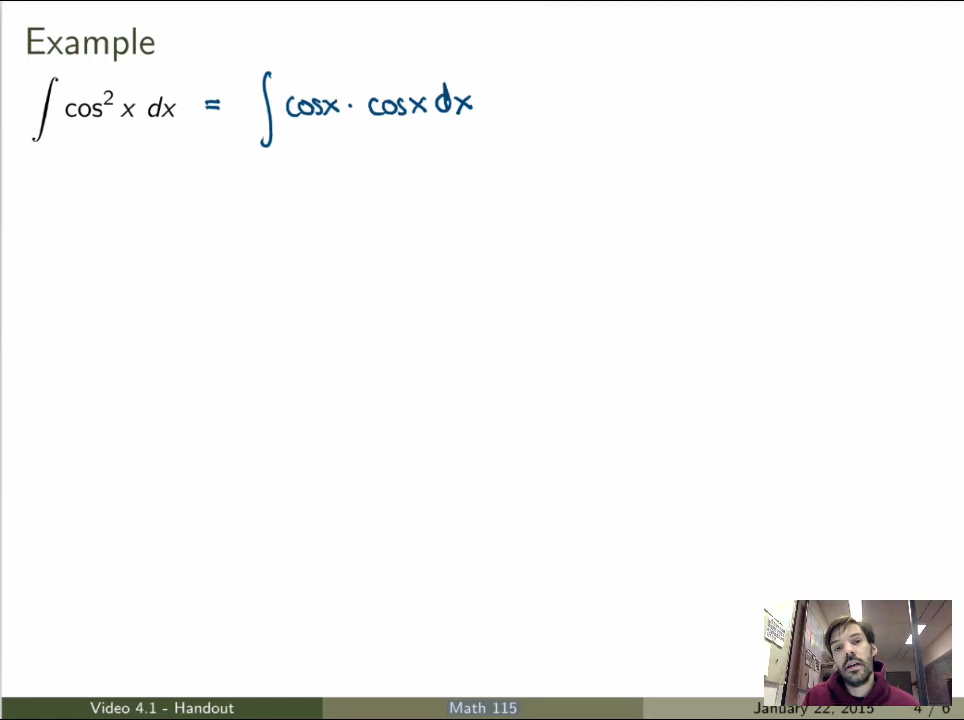 Example
∫ cos² x dx = ∫ cosx · cosx dx
Video 4.1 - Handout Math 115 January 22, 2015 4 / 6